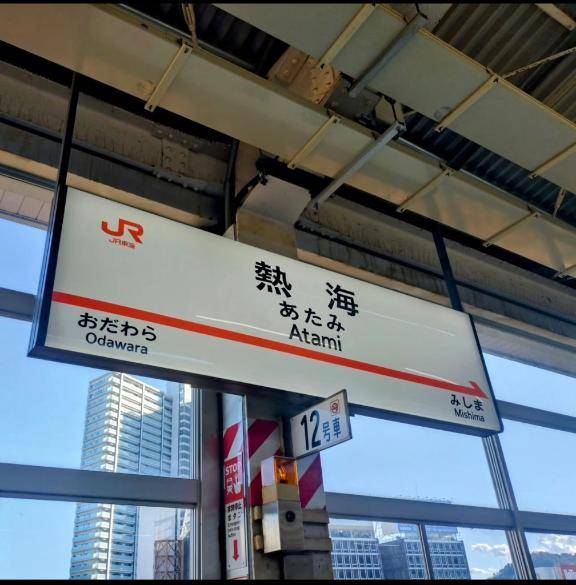 JR
JR東海
熱海
あたみ
Atami
おだわら
Odawara
みしま
Mishima
12号車
STOP